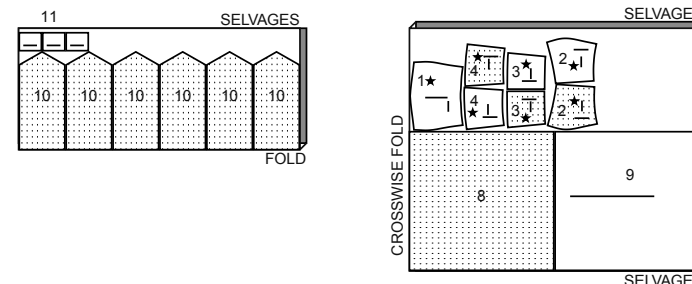 11
SELVAGES
10 10 10 10 10 10
FOLD
SELVAGE
CROSSWISE FOLD
1 4 3 2
4 3 2
8 9
SELVAGE